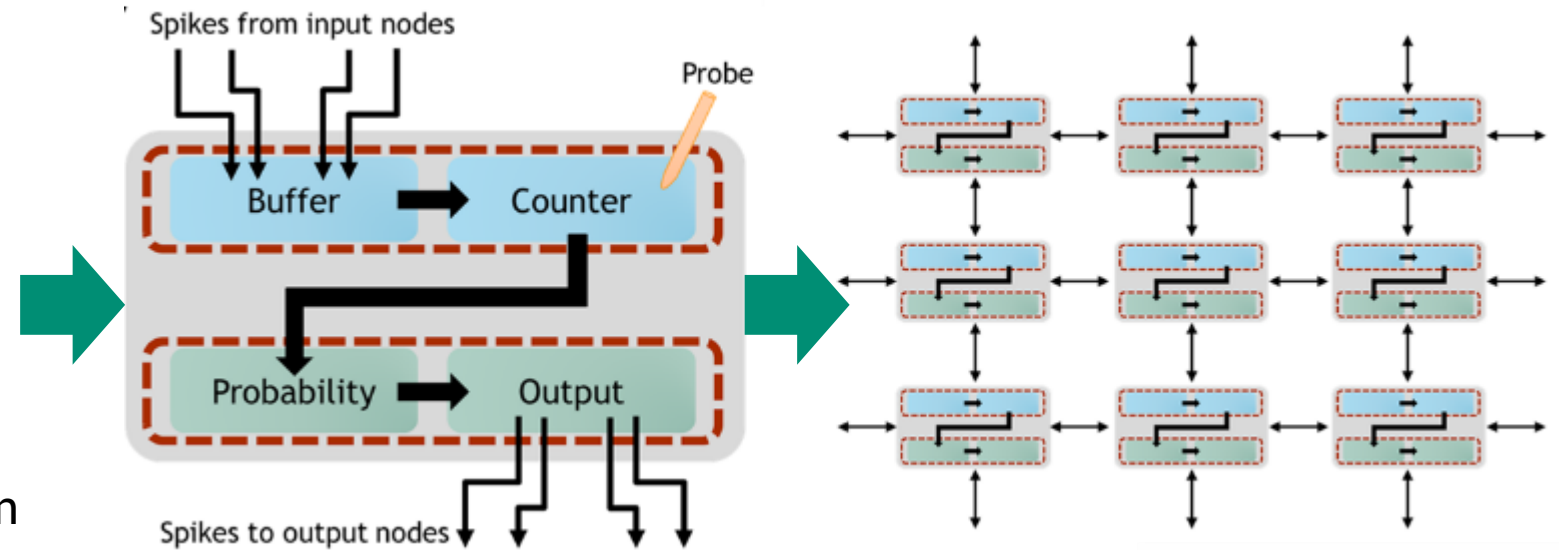 Spikes from input nodes
Probe
Buffer
Counter
Probability
Output
Spikes to output nodes